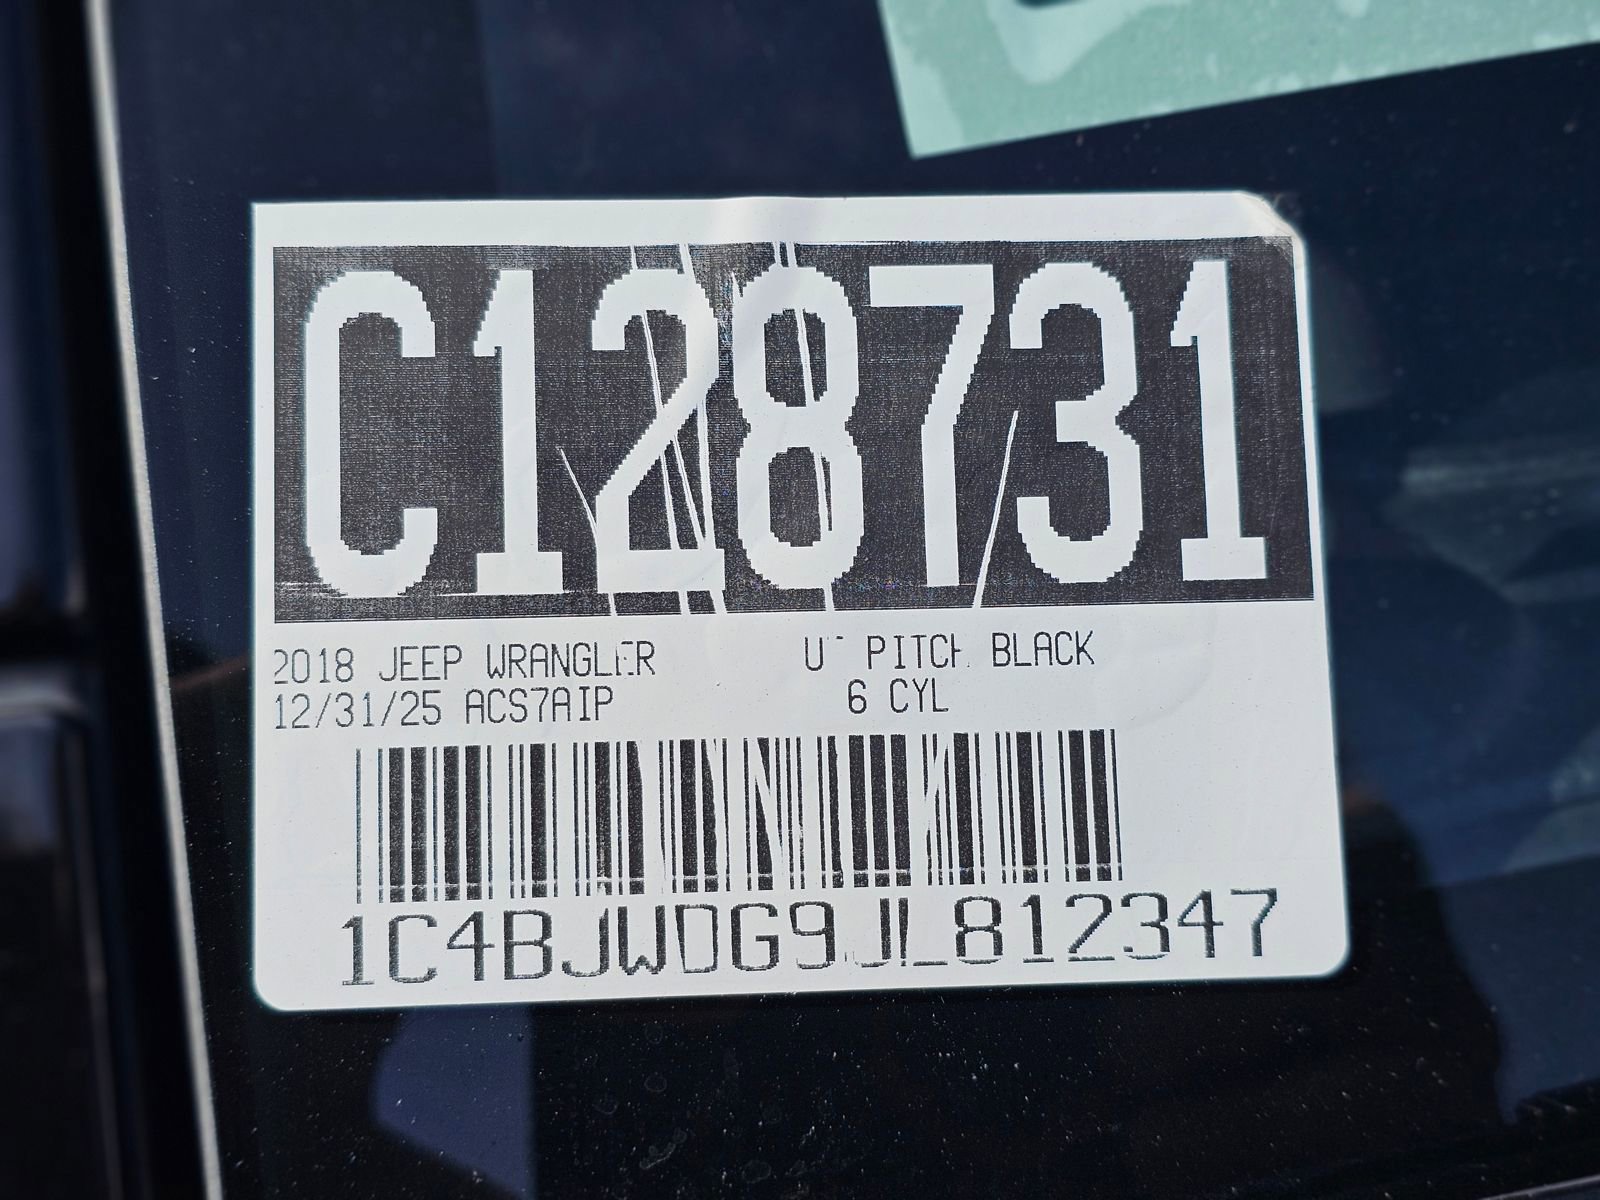 C128731
2018 JEEP WRANGLER PITCH BLACK
12/31/25 ACS7AIP 6 CYL
1C4BJWDG9JL812347